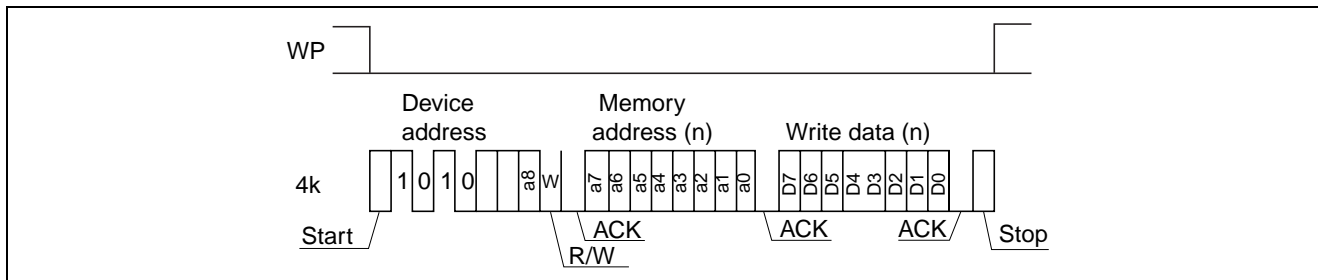 WP
Device Memory
address address (n) Write data (n)
4k 1 0 1 0 a8 W a7 a6 a5 a4 a3 a2 a1 a0 D7 D6 D5 D4 D3 D2 D1 D0
Start ACK ACK ACK Stop
R/W